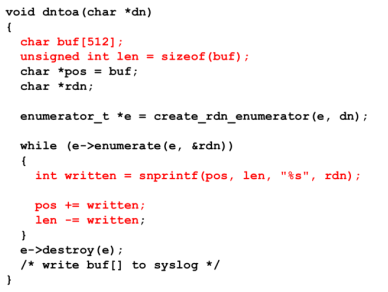 void dntoa(char *dn)
{
  char buf[512];
  unsigned int len = sizeof(buf);
  char *pos = buf;
  char *rdn;

  enumerator_t *e = create_rdn_enumerator(e, dn);

  while (e->enumerate(e, &rdn))
  {
    int written = snprintf(pos, len, "%s", rdn);

    pos += written;
    len -= written;
  }
  e->destroy(e);
  /* write buf[] to syslog */
}